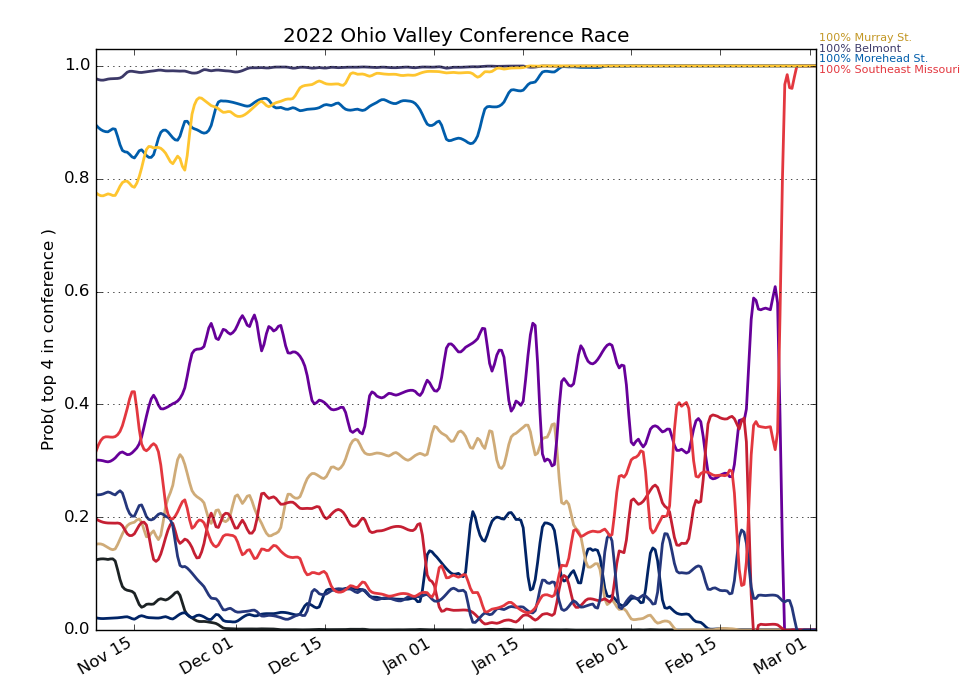 2022 Ohio Valley Conference Race
100% Murray St.
100% Belmont
100% Morehead St.
100% Southeast Missouri
Prob( top 4 in conference )
1.0
0.8
0.6
0.4
0.2
0.0
Nov 15
Dec 01
Dec 15
Jan 01
Jan 15
Feb 01
Feb 15
Mar 01